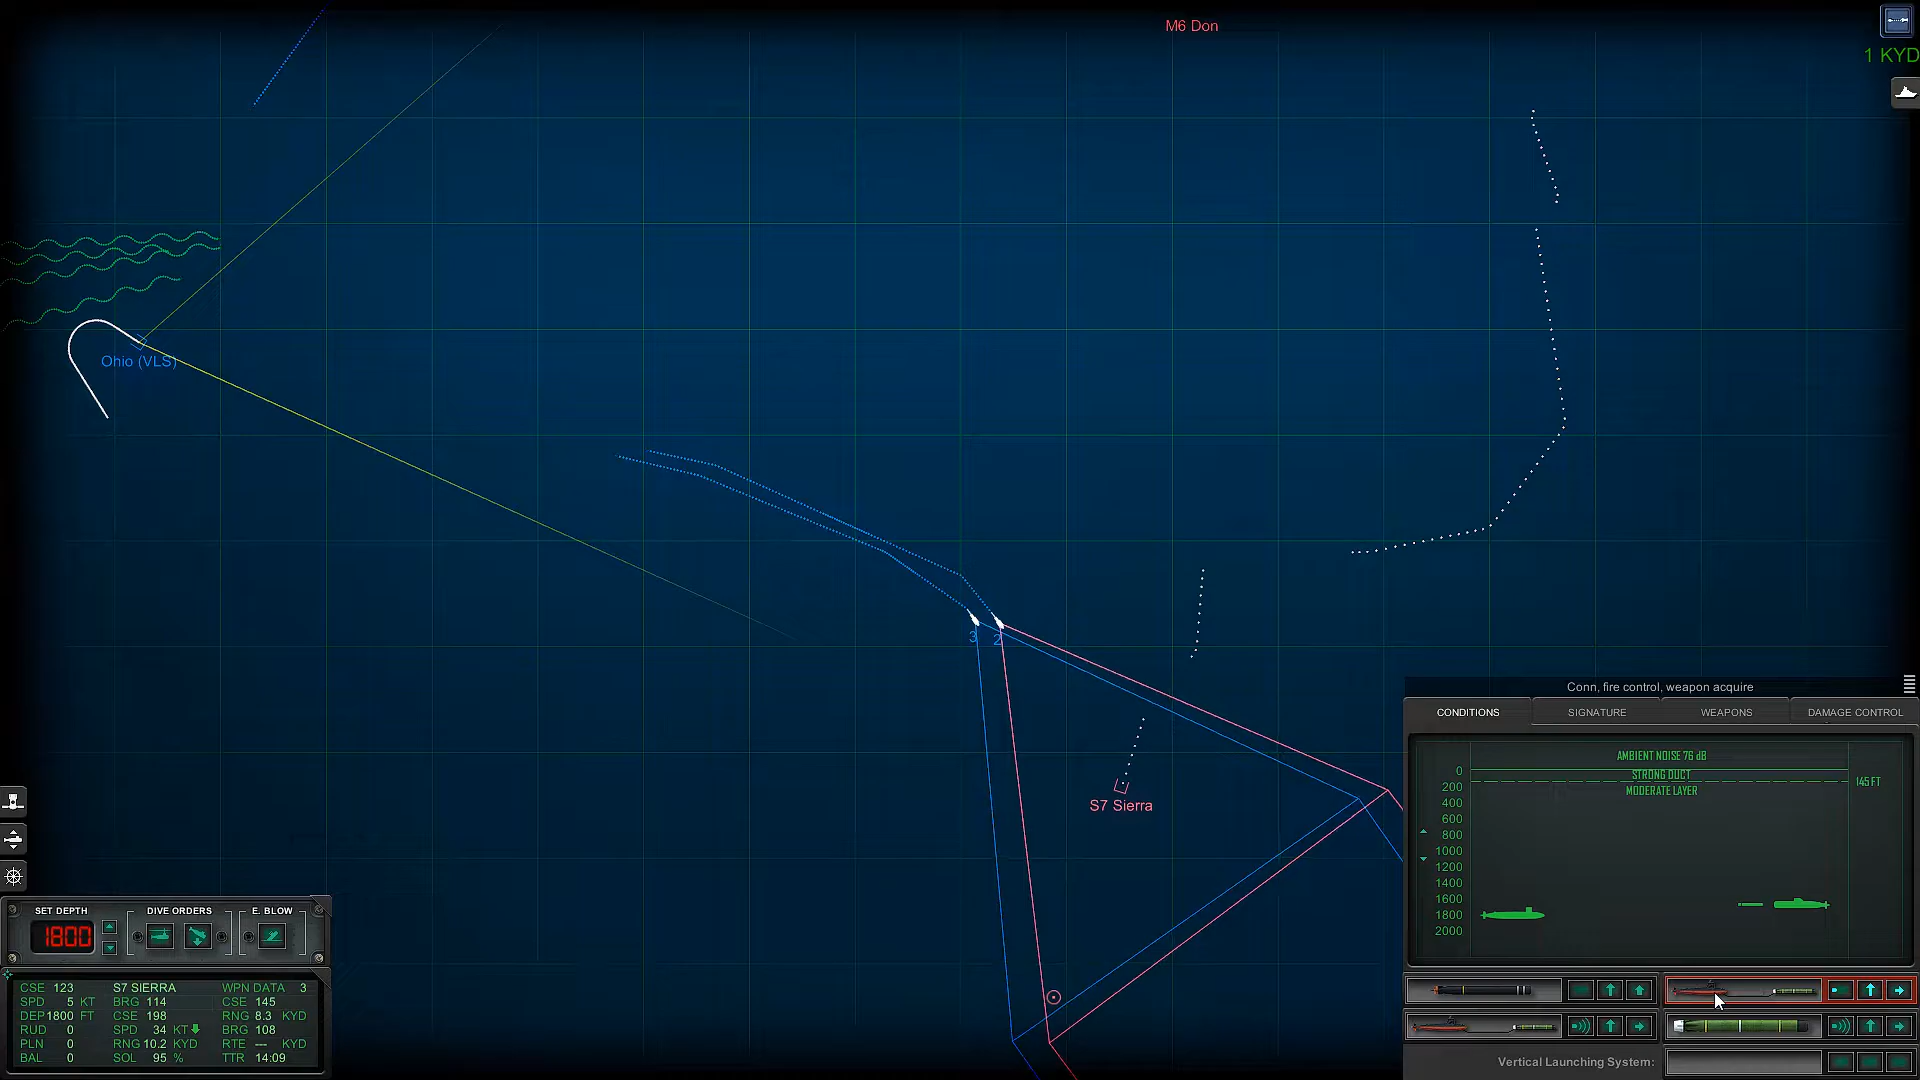 M6 Don
1 KYD
Ohio (VLS)
3
2
S7 Sierra
Conn, fire control, weapon acquire
CONDITIONS SIGNATURE WEAPONS DAMAGE CONTROL
AMBIENT NOISE 76 dB
0
STRONG DUCT
145 FT
200
MODERATE LAYER
400
600
800
1000
1200
1400
1600
1800
2000
SET DEPTH DIVE ORDERS E. BLOW
1800
CSE 123 S7 SIERRA WPN DATA 3
SPD 5 KT BRG 114 CSE 145
DEP 1800 FT CSE 198 RNG 8.3 KYD
RUD 0 SPD 34 KT BRG 108
PLN 0 RNG 10.2 KYD RTE --- KYD
BAL 0 SOL 95 % TTR 14:09
Vertical Launching System: